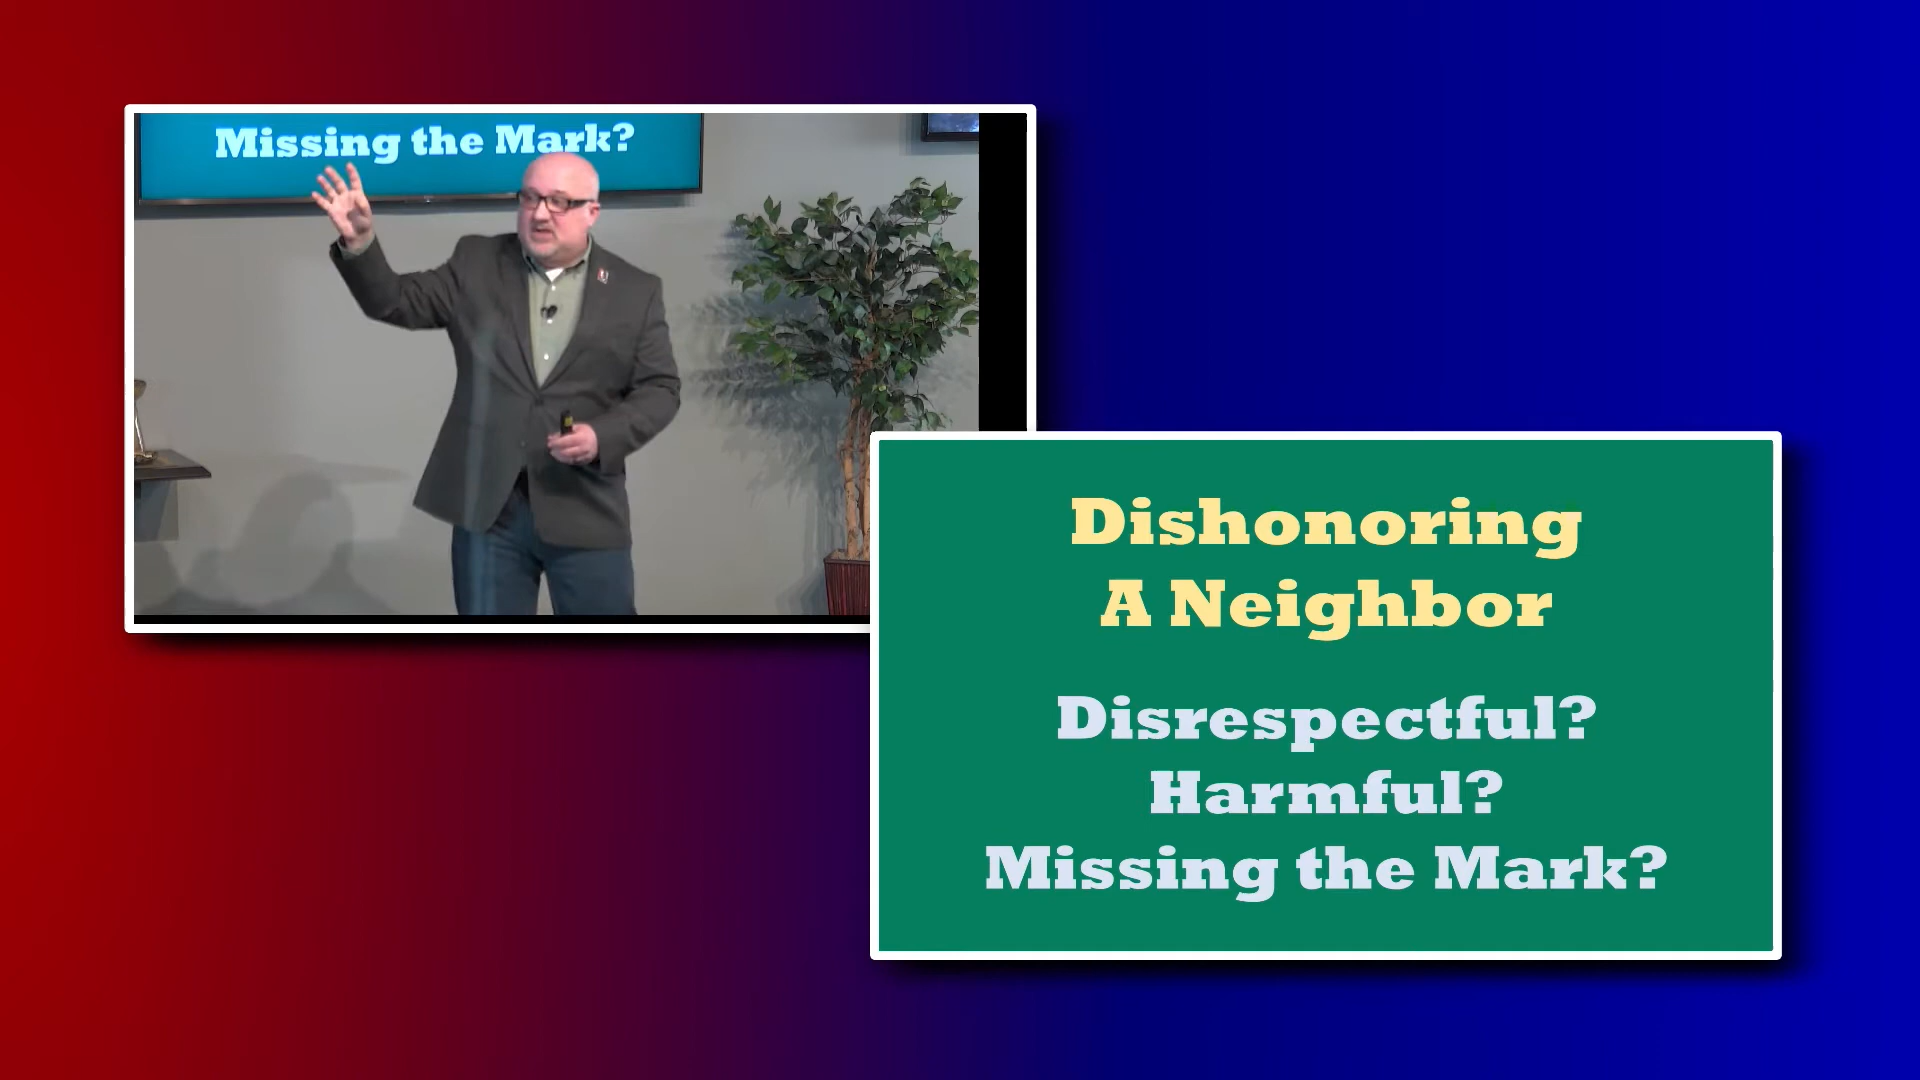 Missing the Mark?
Dishonoring
A Neighbor
Disrespectful?
Harmful?
Missing the Mark?